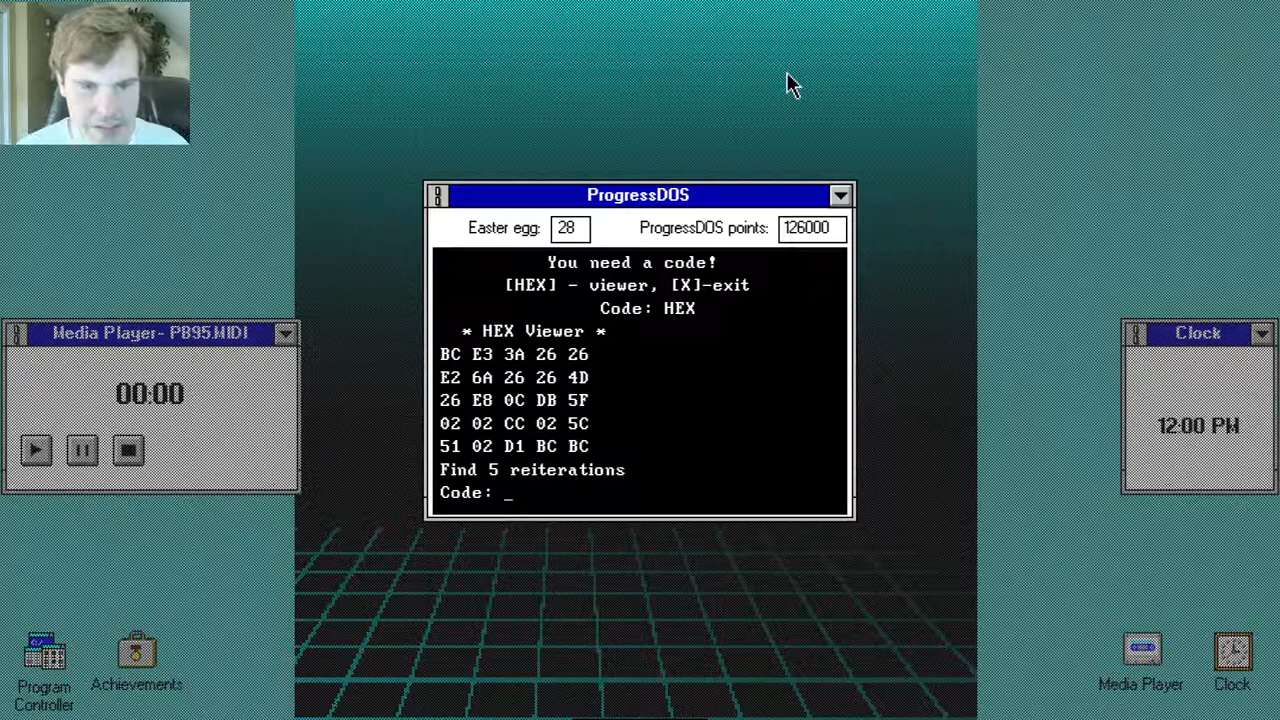 ProgressDOS
Easter egg: 28 ProgressDOS points: 126000
You need a code!
[HEX] - viewer, [X]-exit
Code: HEX
* HEX Viewer *
BC E3 3A 26 26
E2 6A 26 26 4D
26 E8 0C DB 5F
02 02 CC 02 5C
51 02 D1 BC BC
Find 5 reiterations
Code: _
Media Player- PB95.MIDI
00:00
Clock
12:00 PM
Program
Controller
Achievements
Media Player
Clock